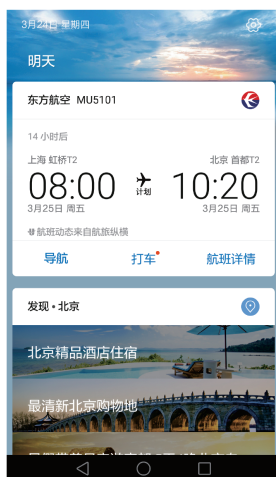 3月24日 星期四
明天
东方航空 MU5101
14 小时后
上海 虹桥T2
北京 首都T2
08:00
计划
10:20
3月25日 周五
3月25日 周五
航班动态来自航旅纵横
导航
打车
航班详情
发现 • 北京
北京精品酒店住宿
最清新北京购物地